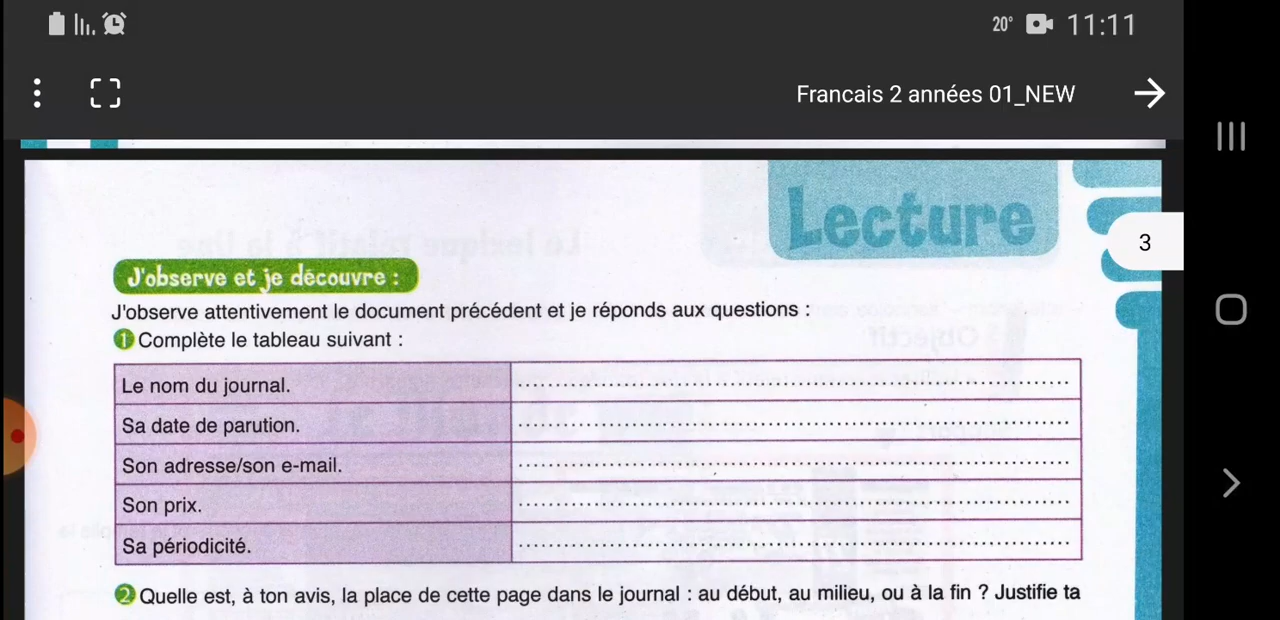 20° 11:11
Francais 2 années 01_NEW
Lecture
3
J'observe et je découvre :
J'observe attentivement le document précédent et je réponds aux questions :
1 Complète le tableau suivant :
Le nom du journal. ................
Sa date de parution. ................
Son adresse/son e-mail. ................
Son prix. ................
Sa périodicité. ................
2 Quelle est, à ton avis, la place de cette page dans le journal : au début, au milieu, ou à la fin ? Justifie ta